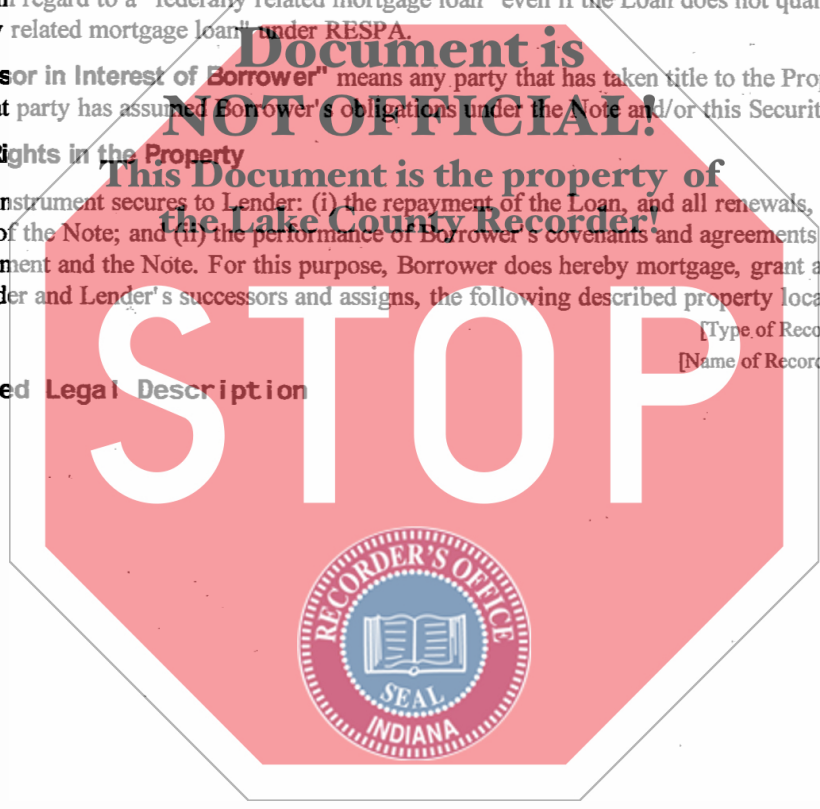 regard to a "federally related mortgage loan" even if the Loan does not qual
related mortgage loan" under RESPA.
Document is
sor in Interest of Borrower" means any party that has taken title to the Prop
NOT OFFICIAL!
t party has assumed Borrower's obligations under the Note and/or this Securit
ights in the Property
This Document is the property of
nstrument secures to Lender: (i) the repayment of the Loan, and all renewals,
the Lake County Recorder!
of the Note; and (ii) the performance of Borrower's covenants and agreements
ment and the Note. For this purpose, Borrower does hereby mortgage, grant a
der and Lender's successors and assigns, the following described property loca
[Type of Reco
[Name of Record
ed Legal Description
STOP
RECORDER'S OFFICE
SEAL
INDIANA